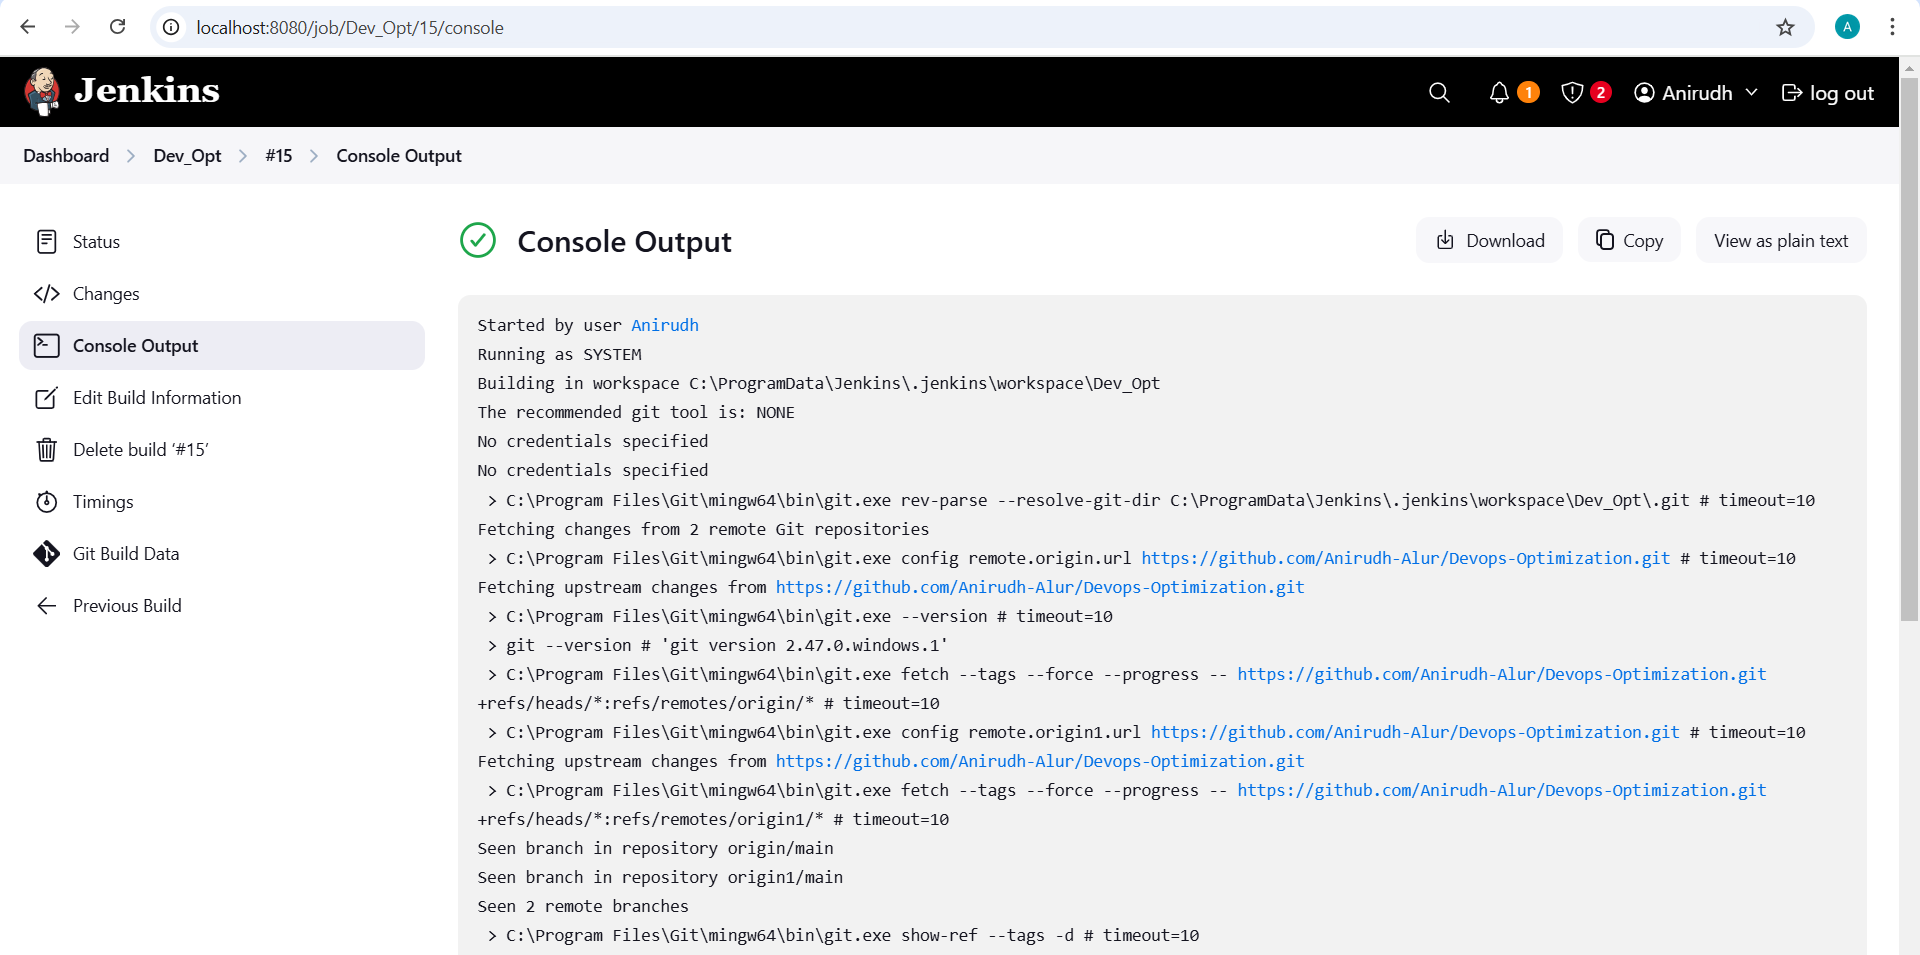 localhost:8080/job/Dev_Opt/15/console
A
Jenkins
1
2
Anirudh
log out
Dashboard
Dev_Opt
#15
Console Output
Status
Changes
Console Output
Edit Build Information
Delete build ‘#15’
Timings
Git Build Data
Previous Build
Console Output
Download
Copy
View as plain text
Started by user Anirudh
Running as SYSTEM
Building in workspace C:\ProgramData\Jenkins\.jenkins\workspace\Dev_Opt
The recommended git tool is: NONE
No credentials specified
No credentials specified
> C:\Program Files\Git\mingw64\bin\git.exe rev-parse --resolve-git-dir C:\ProgramData\Jenkins\.jenkins\workspace\Dev_Opt\.git # timeout=10
Fetching changes from 2 remote Git repositories
> C:\Program Files\Git\mingw64\bin\git.exe config remote.origin.url https://github.com/Anirudh-Alur/Devops-Optimization.git # timeout=10
Fetching upstream changes from https://github.com/Anirudh-Alur/Devops-Optimization.git
> C:\Program Files\Git\mingw64\bin\git.exe --version # timeout=10
> git --version # 'git version 2.47.0.windows.1'
> C:\Program Files\Git\mingw64\bin\git.exe fetch --tags --force --progress -- https://github.com/Anirudh-Alur/Devops-Optimization.git
+refs/heads/*:refs/remotes/origin/* # timeout=10
> C:\Program Files\Git\mingw64\bin\git.exe config remote.origin1.url https://github.com/Anirudh-Alur/Devops-Optimization.git # timeout=10
Fetching upstream changes from https://github.com/Anirudh-Alur/Devops-Optimization.git
> C:\Program Files\Git\mingw64\bin\git.exe fetch --tags --force --progress -- https://github.com/Anirudh-Alur/Devops-Optimization.git
+refs/heads/*:refs/remotes/origin1/* # timeout=10
Seen branch in repository origin/main
Seen branch in repository origin1/main
Seen 2 remote branches
> C:\Program Files\Git\mingw64\bin\git.exe show-ref --tags -d # timeout=10